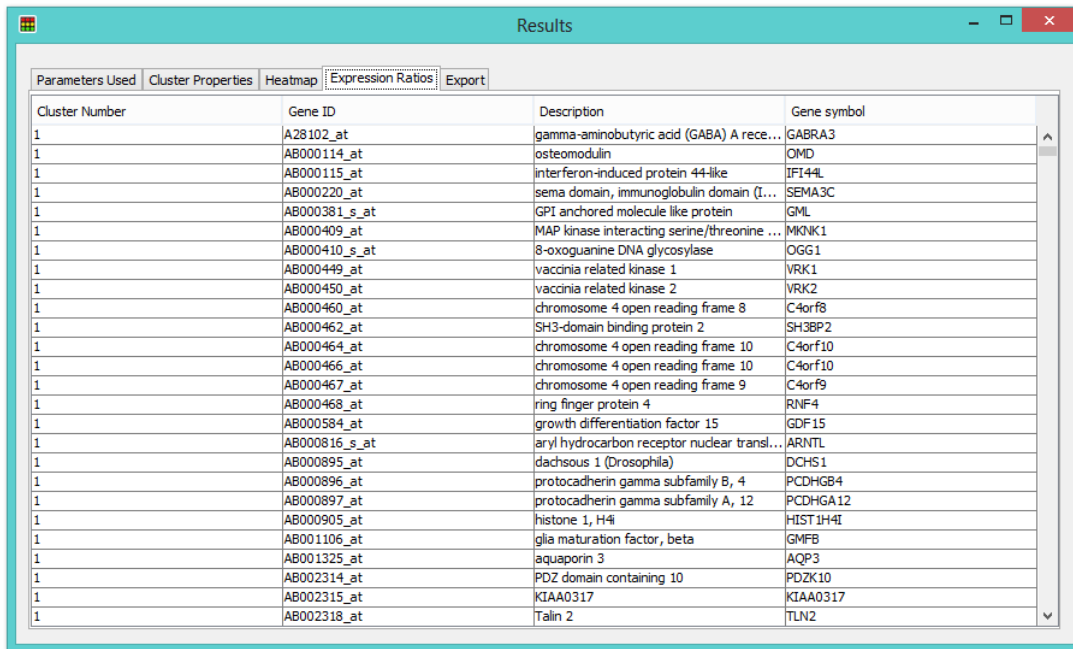 Results
Parameters Used Cluster Properties Heatmap Expression Ratios Export
Cluster Number Gene ID Description Gene symbol
1 A28102_at gamma-aminobutyric acid (GABA) A rece... GABRA3
1 AB000114_at osteomodulin OMD
1 AB000115_at interferon-induced protein 44-like IFI44L
1 AB000220_at sema domain, immunoglobulin domain (I... SEMA3C
1 AB000381_s_at GPI anchored molecule like protein GML
1 AB000409_at MAP kinase interacting serine/threonine ... MKNK1
1 AB000410_s_at 8-oxoguanine DNA glycosylase OGG1
1 AB000449_at vaccinia related kinase 1 VRK1
1 AB000450_at vaccinia related kinase 2 VRK2
1 AB000460_at chromosome 4 open reading frame 8 C4orf8
1 AB000462_at SH3-domain binding protein 2 SH3BP2
1 AB000464_at chromosome 4 open reading frame 10 C4orf10
1 AB000466_at chromosome 4 open reading frame 10 C4orf10
1 AB000467_at chromosome 4 open reading frame 9 C4orf9
1 AB000468_at ring finger protein 4 RNF4
1 AB000584_at growth differentiation factor 15 GDF15
1 AB000816_s_at aryl hydrocarbon receptor nuclear transl... ARNTL
1 AB000895_at dachsous 1 (Drosophila) DCHS1
1 AB000896_at protocadherin gamma subfamily B, 4 PCDHGB4
1 AB000897_at protocadherin gamma subfamily A, 12 PCDHGA12
1 AB000905_at histone 1, H4i HIST1H4I
1 AB001106_at glia maturation factor, beta GMFB
1 AB001325_at aquaporin 3 AQP3
1 AB002314_at PDZ domain containing 10 PDZK10
1 AB002315_at KIAA0317 KIAA0317
1 AB002318_at Talin 2 TLN2